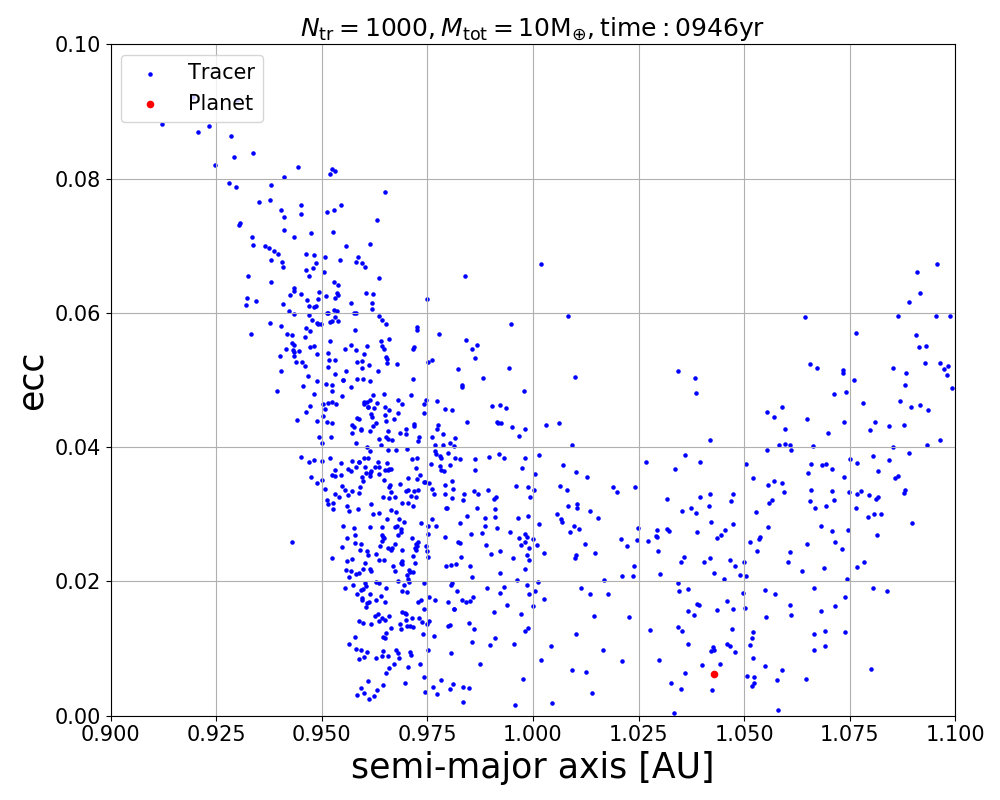 N_tr = 1000, M_tot = 10M_⊕, time : 0946yr
0.10
Tracer
Planet
0.08
0.06
ecc
0.04
0.02
0.00
0.900 0.925 0.950 0.975 1.000 1.025 1.050 1.075 1.100
semi-major axis [AU]